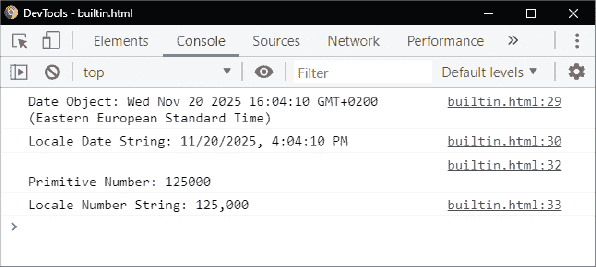 DevTools - builtin.html
Elements Console Sources Network Performance »
top Filter Default levels
Date Object: Wed Nov 20 2025 16:04:10 GMT+0200 builtin.html:29
(Eastern European Standard Time)
Locale Date String: 11/20/2025, 4:04:10 PM builtin.html:30
builtin.html:32
Primitive Number: 125000
Locale Number String: 125,000 builtin.html:33
>